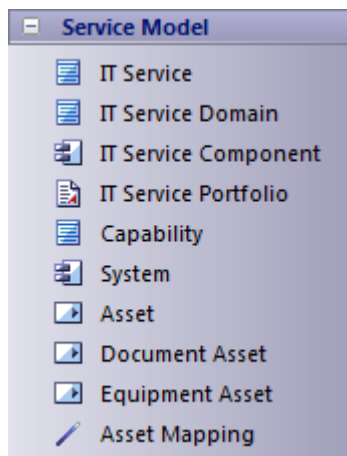 Service Model
IT Service
IT Service Domain
IT Service Component
IT Service Portfolio
Capability
System
Asset
Document Asset
Equipment Asset
Asset Mapping